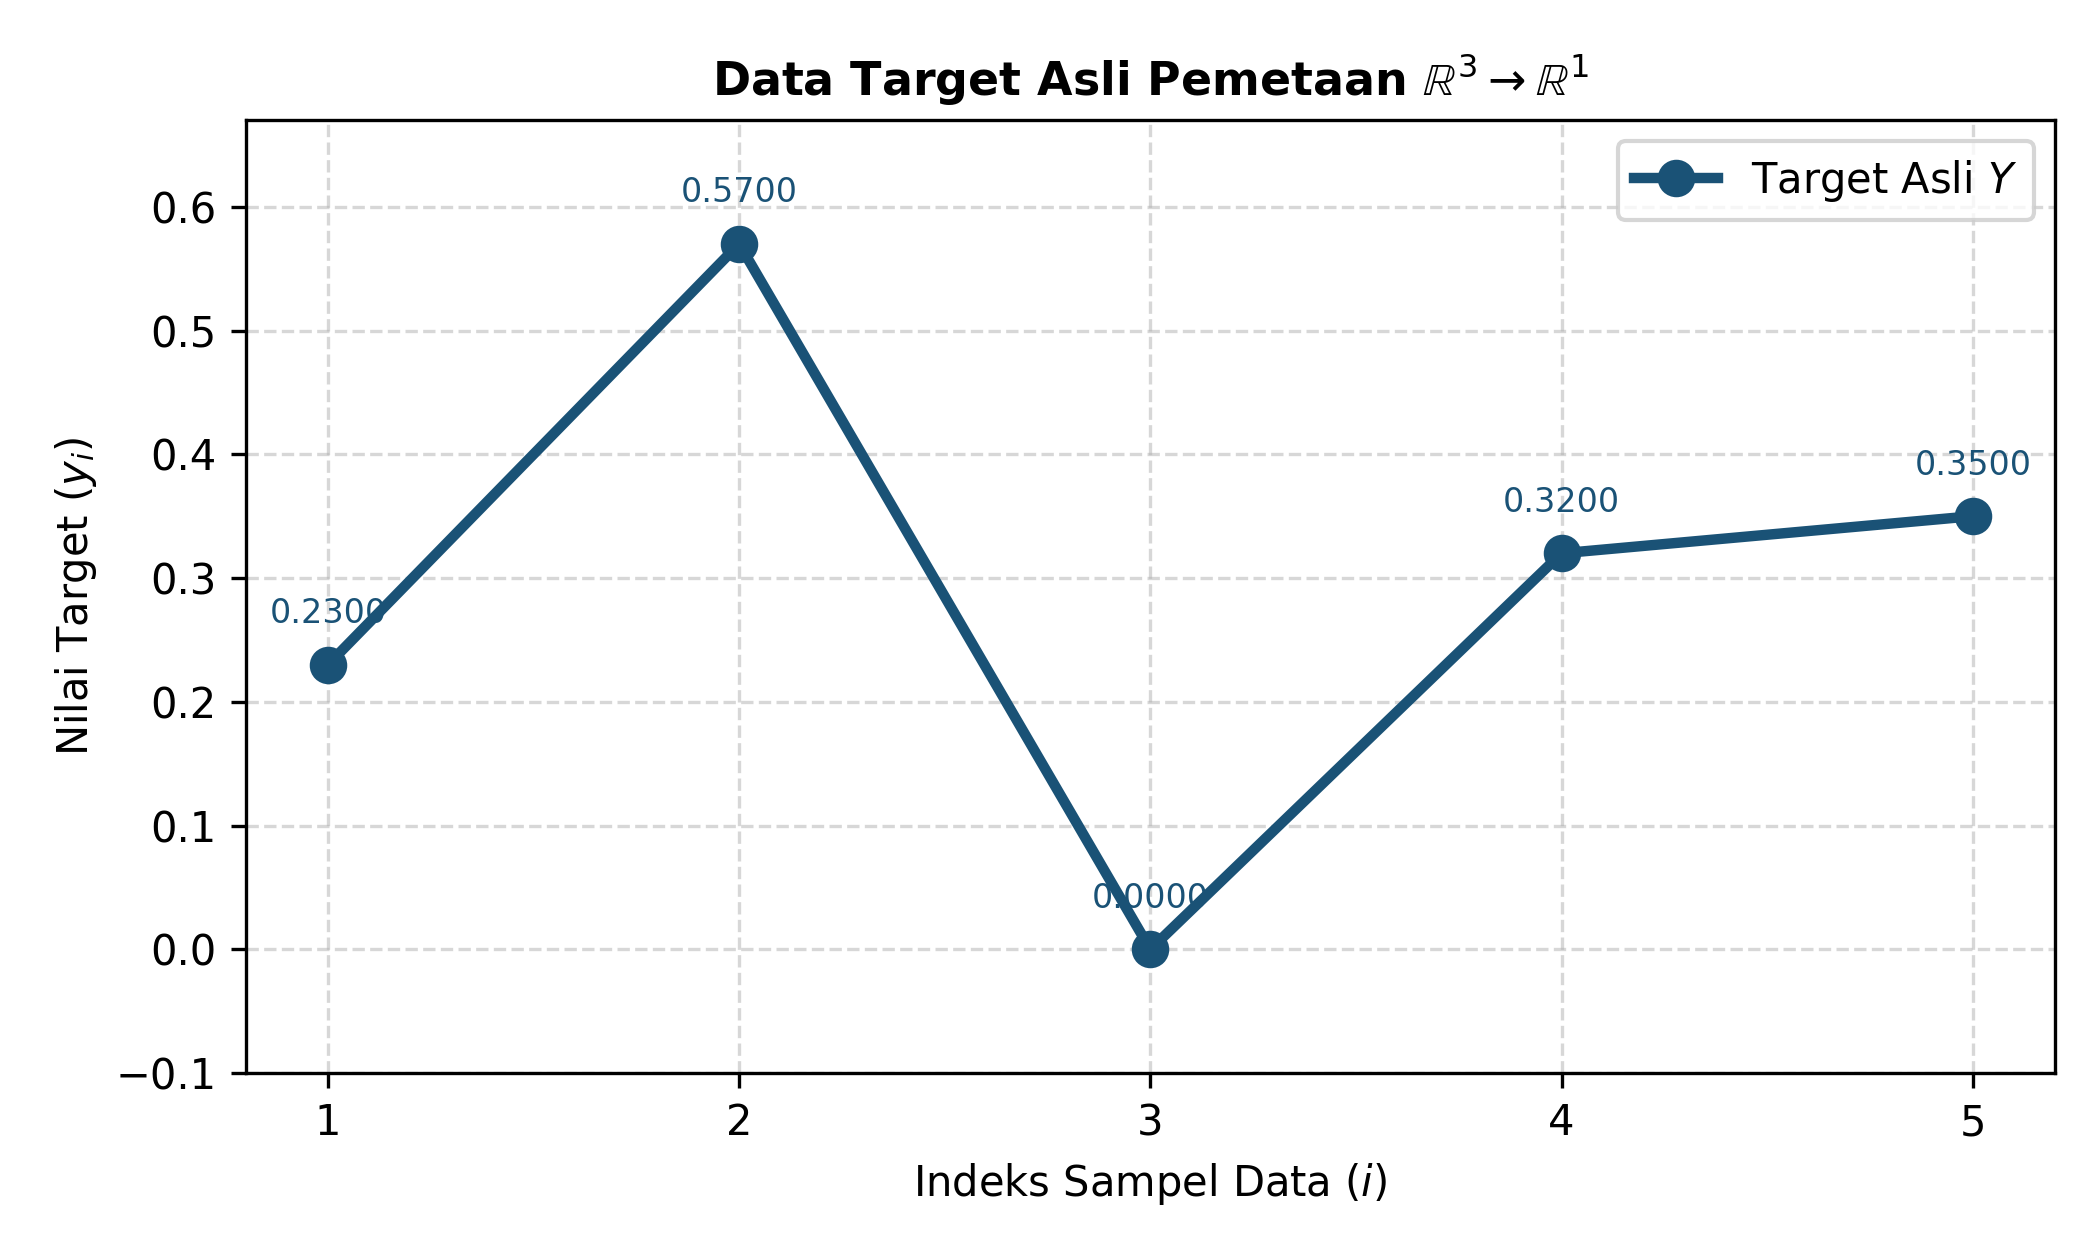 Data Target Asli Pemetaan ℝ³ → ℝ¹
Target Asli Y
Nilai Target (yᵢ)
0.6
0.5
0.4
0.3
0.2
0.1
0.0
−0.1
0.2300
0.5700
0.0000
0.3200
0.3500
1 2 3 4 5
Indeks Sampel Data (i)